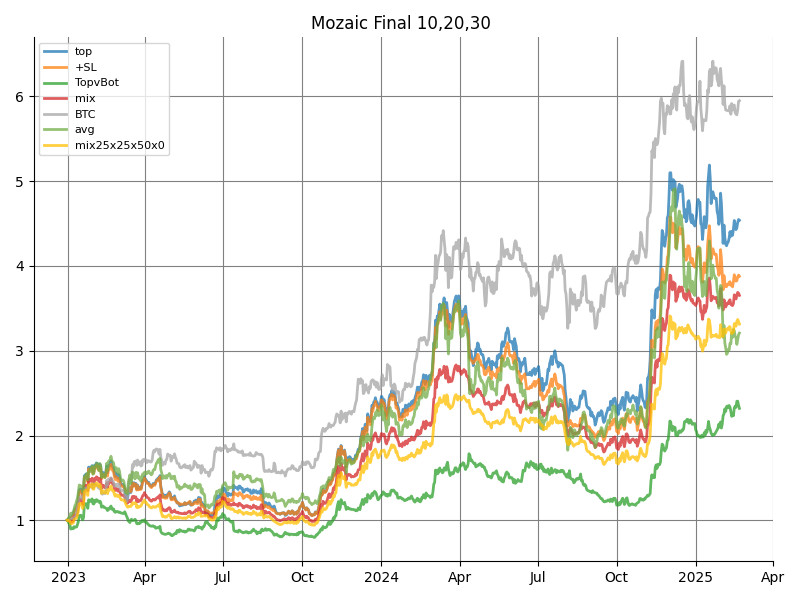 Mozaic Final 10,20,30
top
+SL
TopvBot
mix
BTC
avg
mix25x25x50x0
6
5
4
3
2
1
2023
Apr
Jul
Oct
2024
Apr
Jul
Oct
2025
Apr